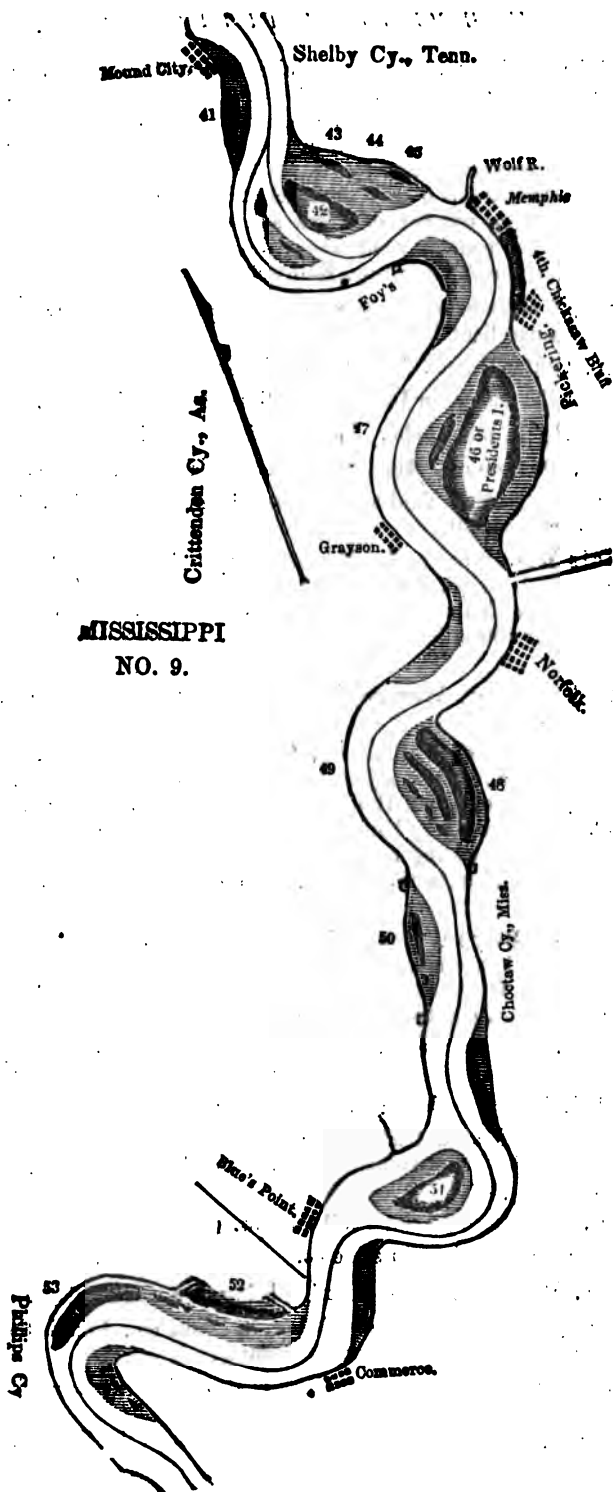 Shelby Cy., Tenn.
Mound City,
41
43
44
45
Wolf R.
Memphis
42
4th. Chickasaw Bluff
Foy's
Pickering,
Crittenden Cy., As.
47
46 or
Presidents I.
Grayson.
MISSISSIPPI
NO. 9.
Norfolk.
49
48
50
Choctaw Cy., Miss.
Blue's Point.
51
53
52
Phillips Cy
Commerce.